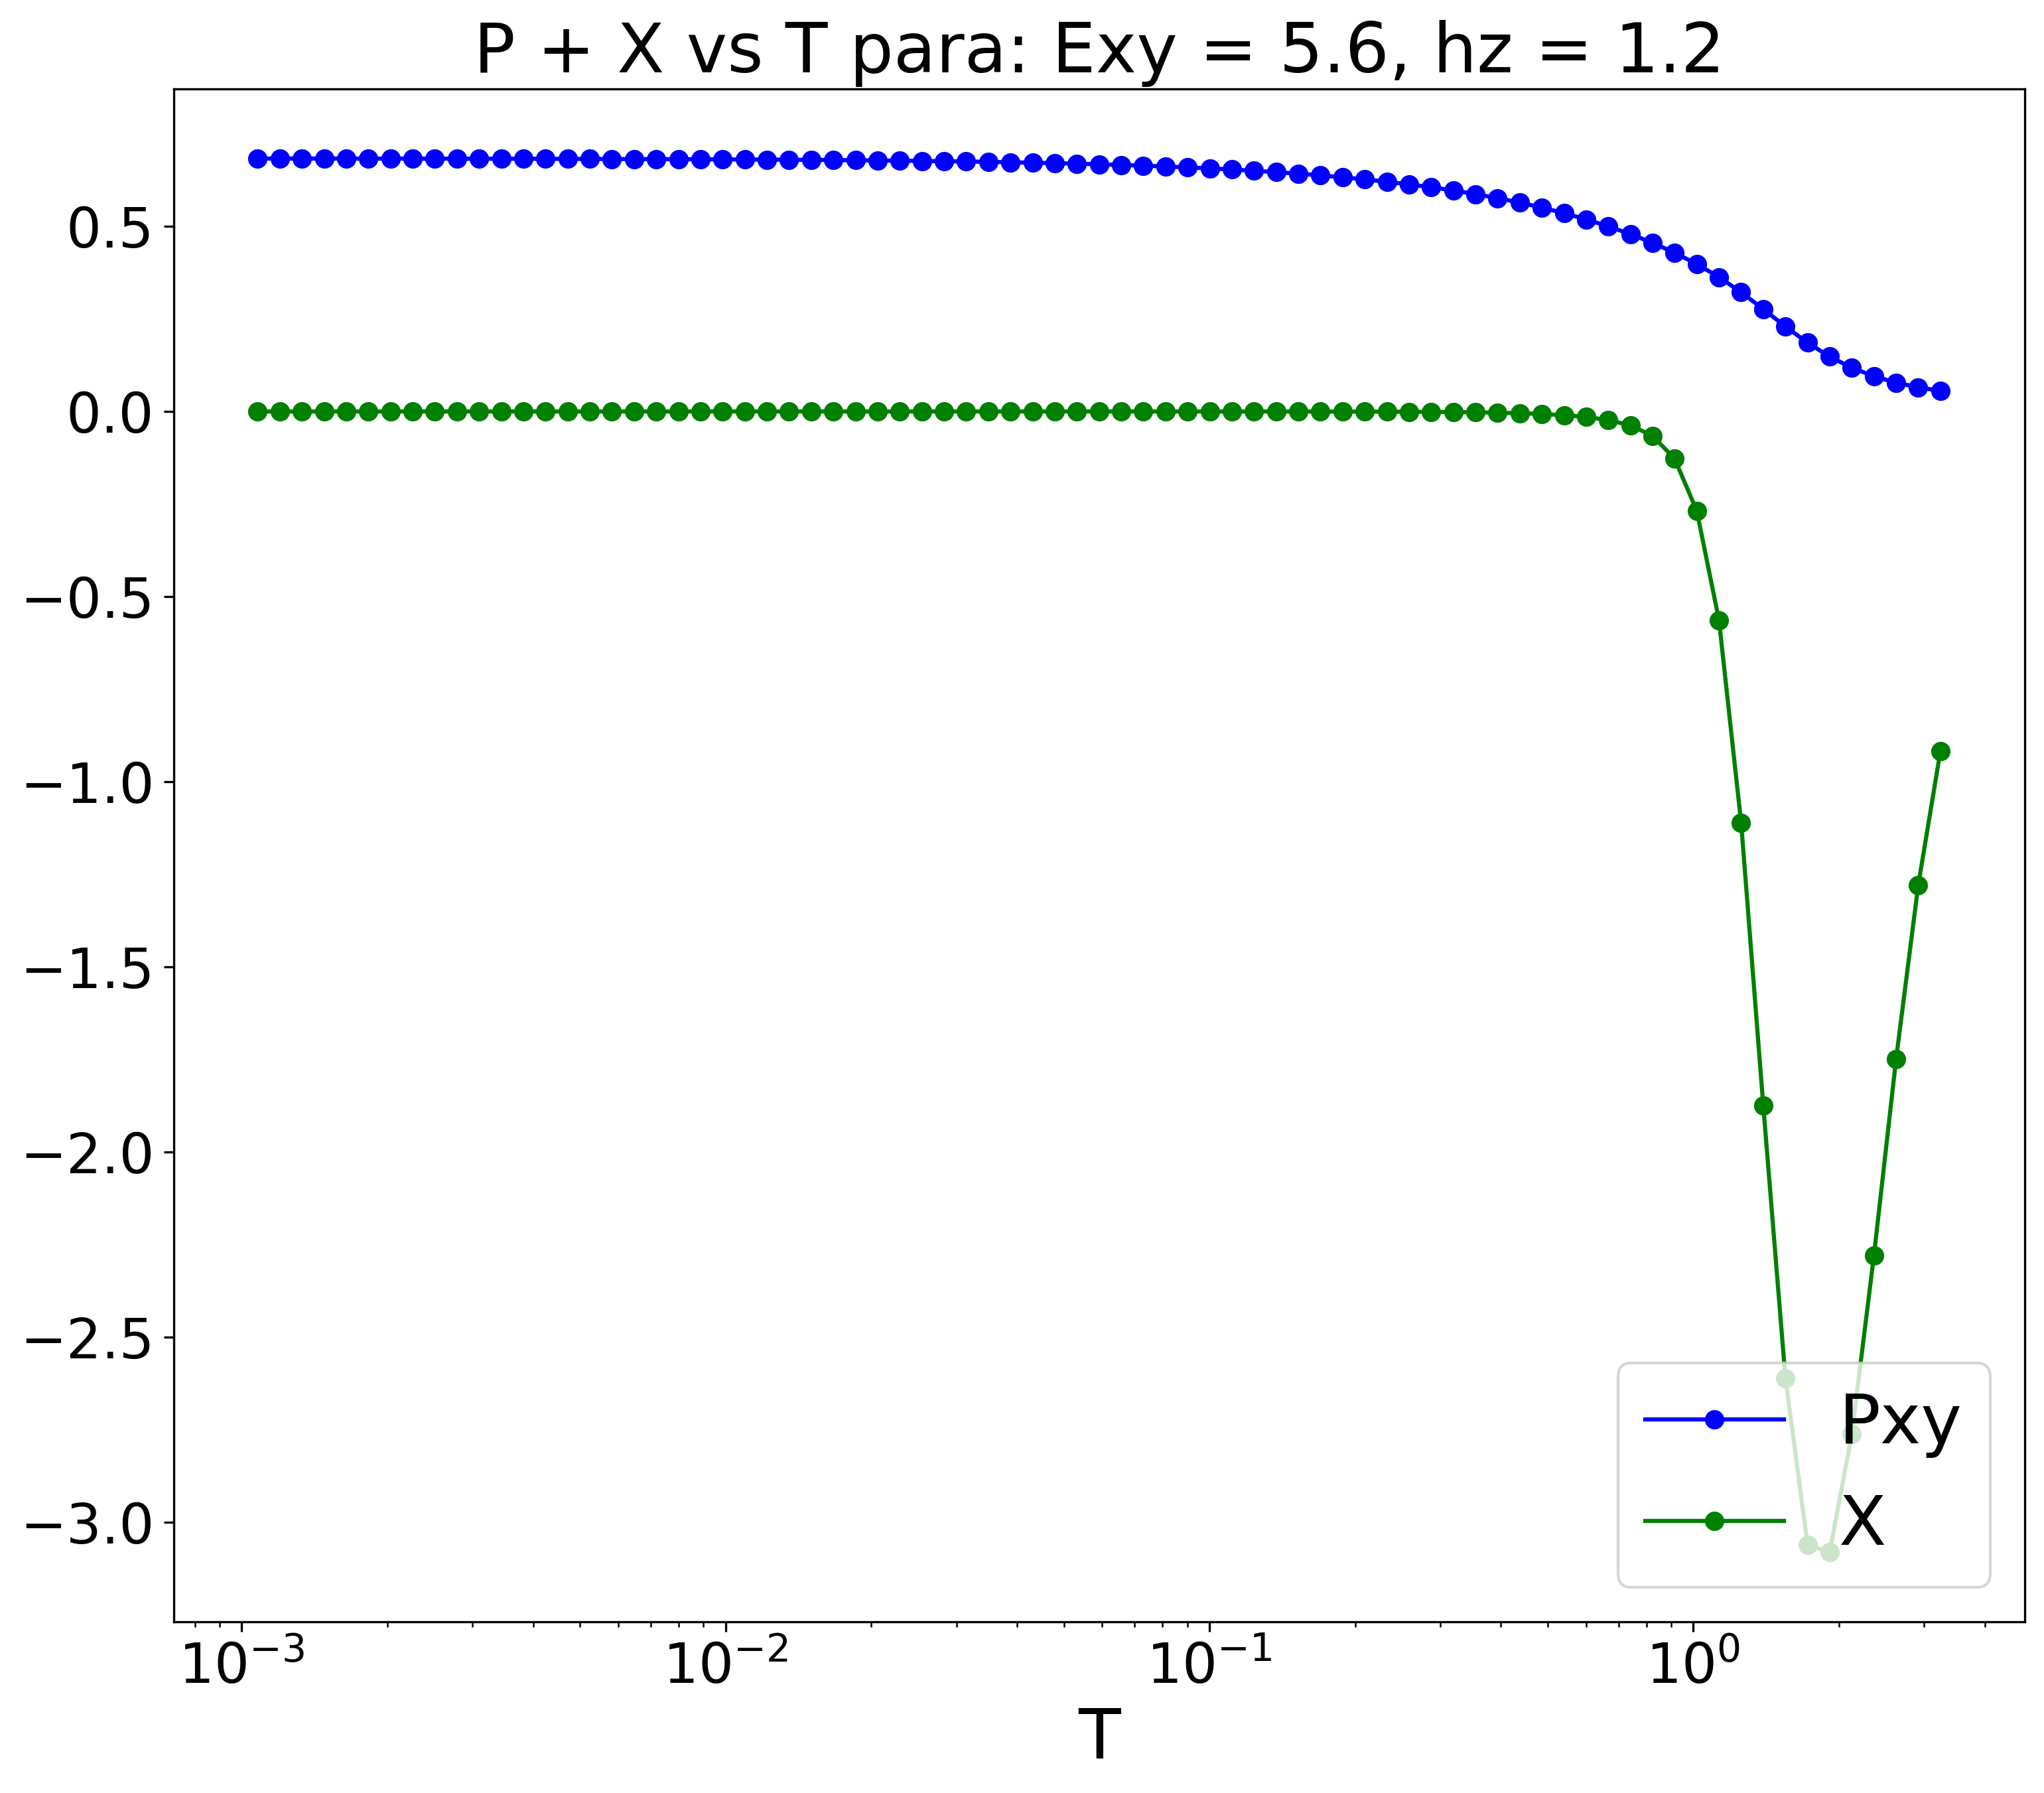 P + X vs T para: Exy = 5.6, hz = 1.2
0.5
0.0
−0.5
−1.0
−1.5
−2.0
−2.5
−3.0
Pxy
X
10⁻³ 10⁻² 10⁻¹ 10⁰
T